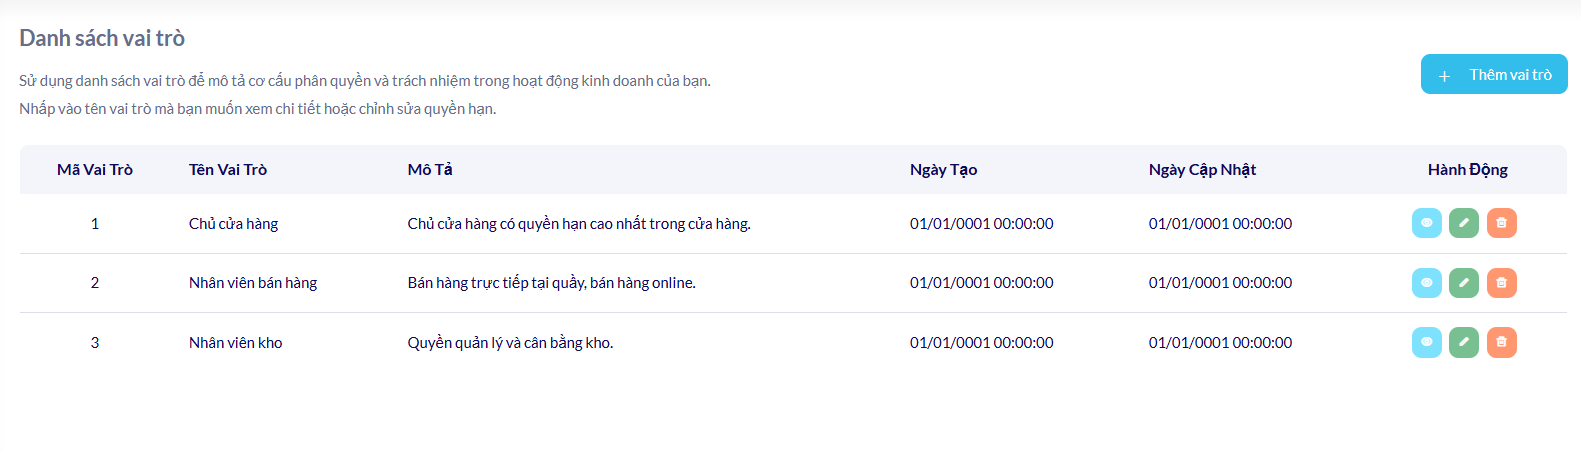 Danh sách vai trò
Sử dụng danh sách vai trò để mô tả cơ cấu phân quyền và trách nhiệm trong hoạt động kinh doanh của bạn.
Nhấp vào tên vai trò mà bạn muốn xem chi tiết hoặc chỉnh sửa quyền hạn.
+ Thêm vai trò
Mã Vai Trò Tên Vai Trò Mô Tả Ngày Tạo Ngày Cập Nhật Hành Động
1 Chủ cửa hàng Chủ cửa hàng có quyền hạn cao nhất trong cửa hàng. 01/01/0001 00:00:00 01/01/0001 00:00:00
2 Nhân viên bán hàng Bán hàng trực tiếp tại quầy, bán hàng online. 01/01/0001 00:00:00 01/01/0001 00:00:00
3 Nhân viên kho Quyền quản lý và cân bằng kho. 01/01/0001 00:00:00 01/01/0001 00:00:00